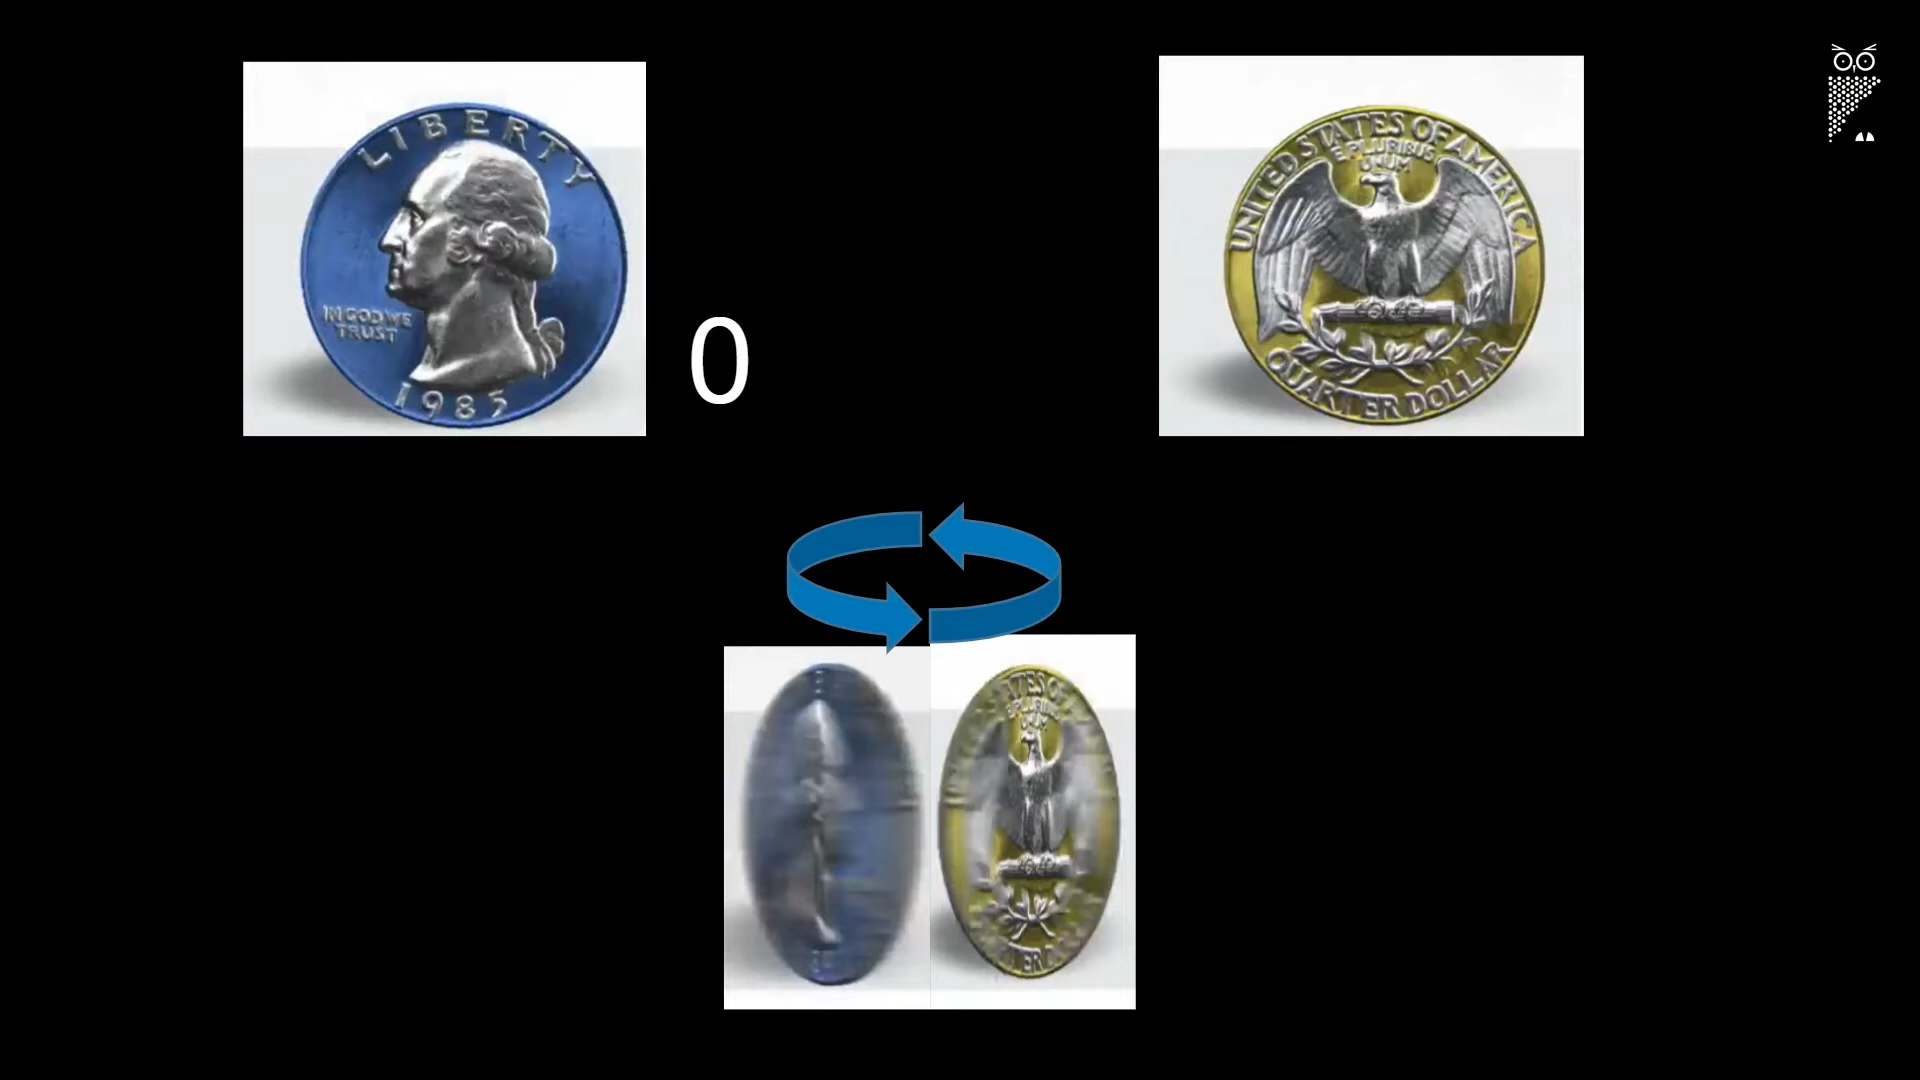 LIBERTY
IN GOD WE
TRUST
1985
0
UNITED STATES OF AMERICA
E PLURIBUS
UNUM
QUARTER DOLLAR